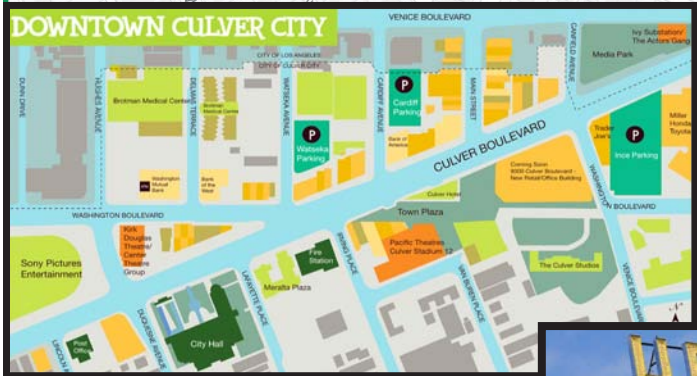 DOWNTOWN CULVER CITY
VENICE BOULEVARD
CITY OF LOS ANGELES
CITY OF CULVER CITY
DUNN DRIVE
HUGHES AVENUE
Brotman Medical Center
DELMAS TERRACE
Brotman
Medical Centre
WATSEKA AVENUE
P
Watseka
Parking
CARDIFF AVENUE
P
Cardiff
Parking
Bank of
America
MAIN STREET
CANFIELD AVENUE
Ivy Substation/
The Actors' Gang
Media Park
Trader
Joe's
P
Ince Parking
Miller
Honda
Toyota
CULVER BOULEVARD
Coming Soon
9300 Culver Boulevard -
New Retail/Office Building
WASHINGTON
N BOULEVARD
Washington
Mutual
Bank
Bank
of the
West
Culver Hotel
WASHINGTON BOULEVARD
Town Plaza
Kirk
Douglas
Theatre/
Center
Theatre
Group
Sony Pictures
Entertainment
Fire
Station
IRVING PLACE
Pacific Theatres
Culver Stadium 12
The Culver Studios
Meralta Plaza
LAFAYETTE PLACE
VAN BUREN PLACE
VENICE BOULEVARD
Post
Office
LINCOLN A
DUQUESNE AVENUE
City Hall